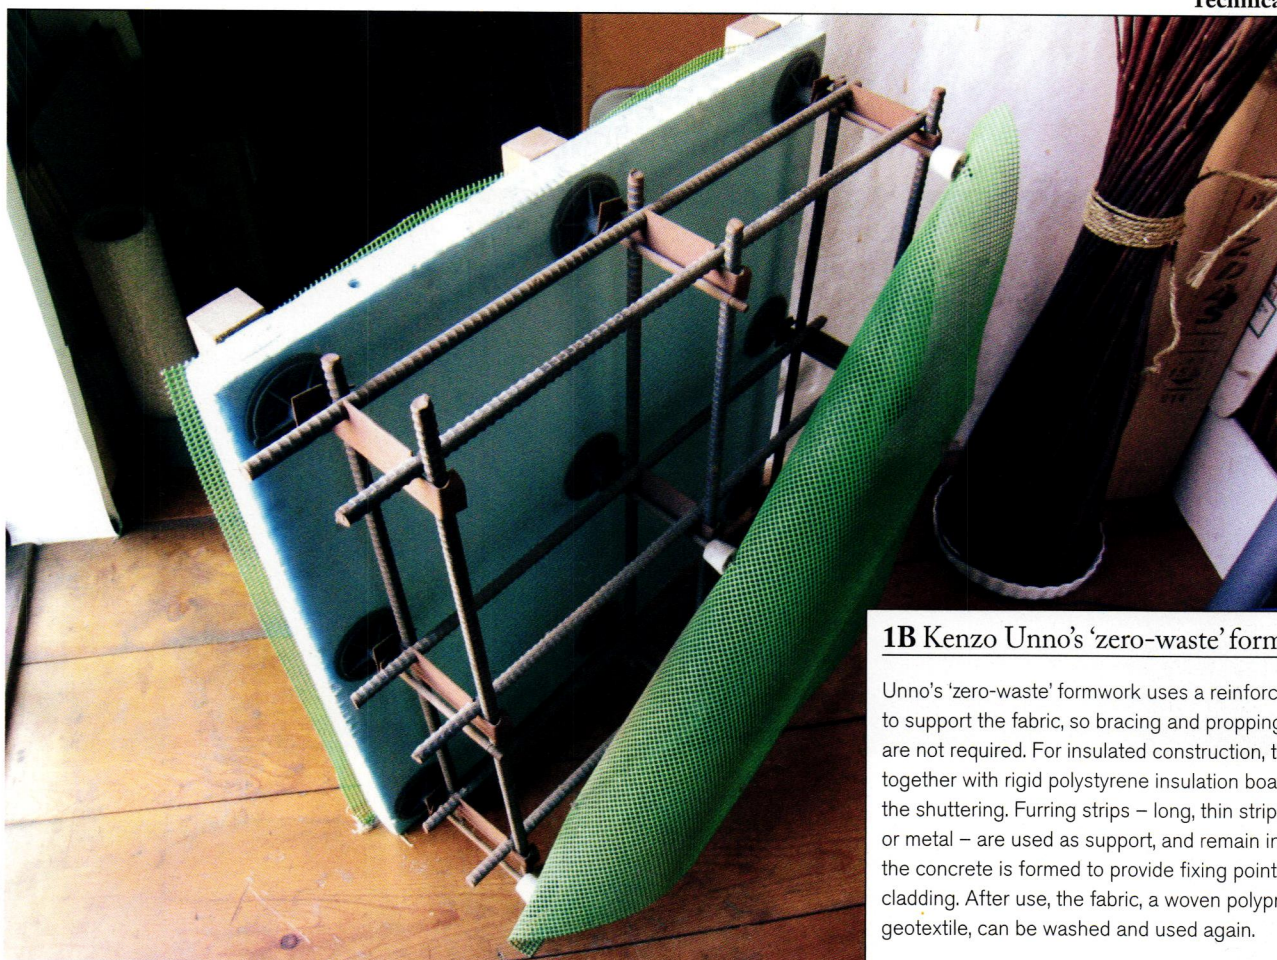 1B Kenzo Unno's 'zero-waste' form
Unno's 'zero-waste' formwork uses a reinforc
to support the fabric, so bracing and propping
are not required. For insulated construction, t
together with rigid polystyrene insulation boa
the shuttering. Furring strips – long, thin strip
or metal – are used as support, and remain in
the concrete is formed to provide fixing point
cladding. After use, the fabric, a woven polypr
geotextile, can be washed and used again.